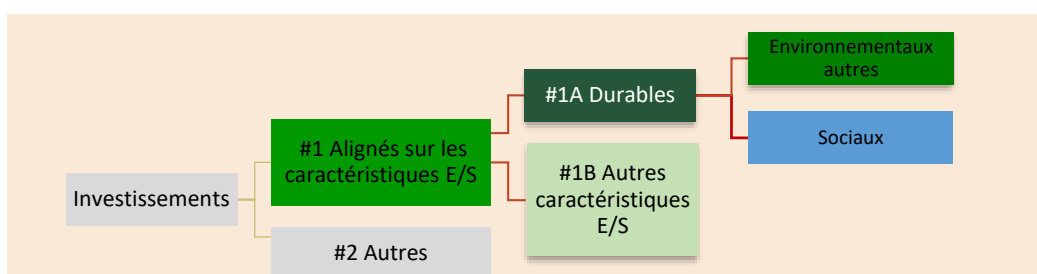 Investissements
#1 Alignés sur les
caractéristiques E/S
#2 Autres
#1A Durables
#1B Autres
caractéristiques
E/S
Environnementaux
autres
Sociaux